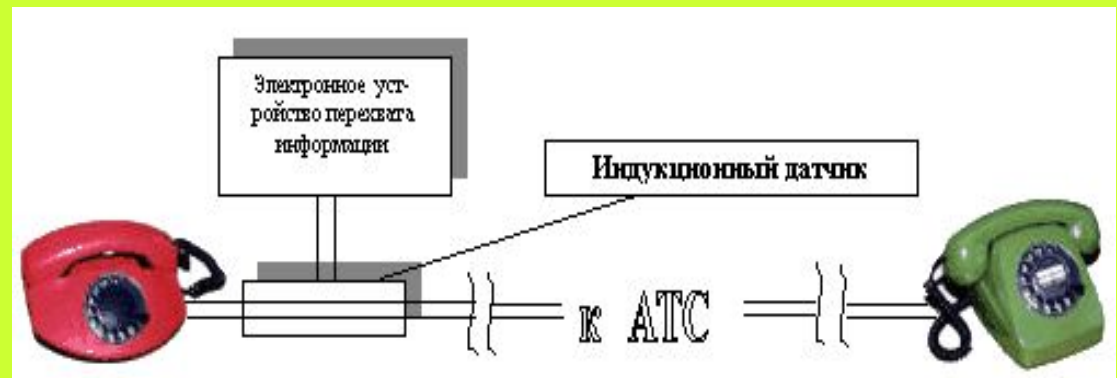 Электронное уст-
ройство перехвата
информации
Индукционный датчик
к АТС